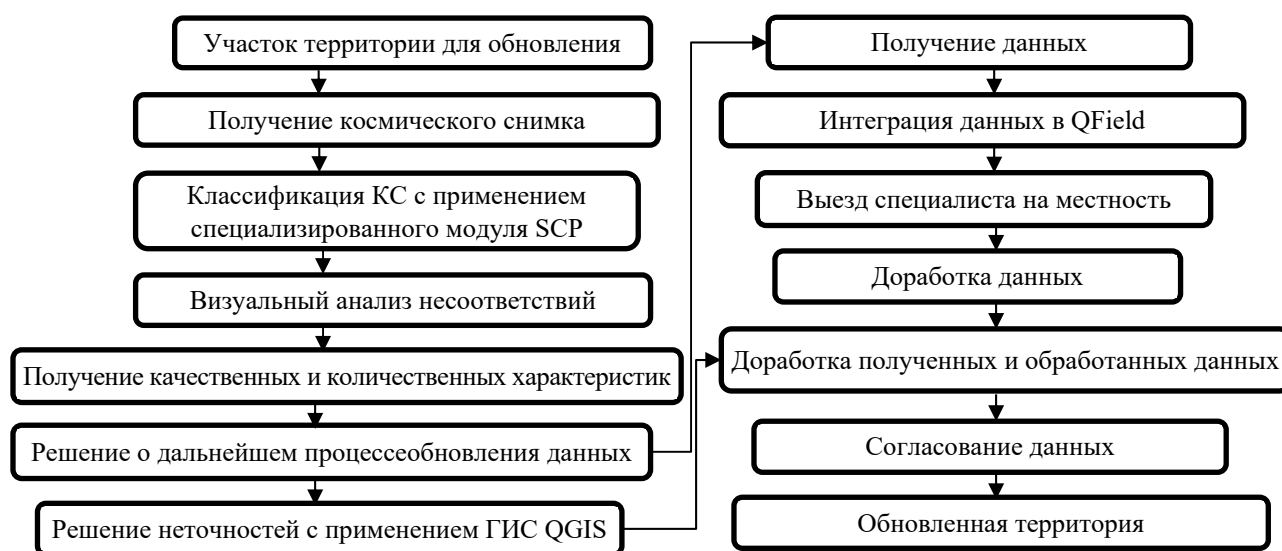 Участок территории для обновления
Получение космического снимка
Классификация КС с применением
специализированного модуля SCP
Визуальный анализ несоответствий
Получение качественных и количественных характеристик
Решение о дальнейшем процессеобновления данных
Решение неточностей с применением ГИС QGIS
Получение данных
Интеграция данных в QField
Выезд специалиста на местность
Доработка данных
Доработка полученных и обработанных данных
Согласование данных
Обновленная территория